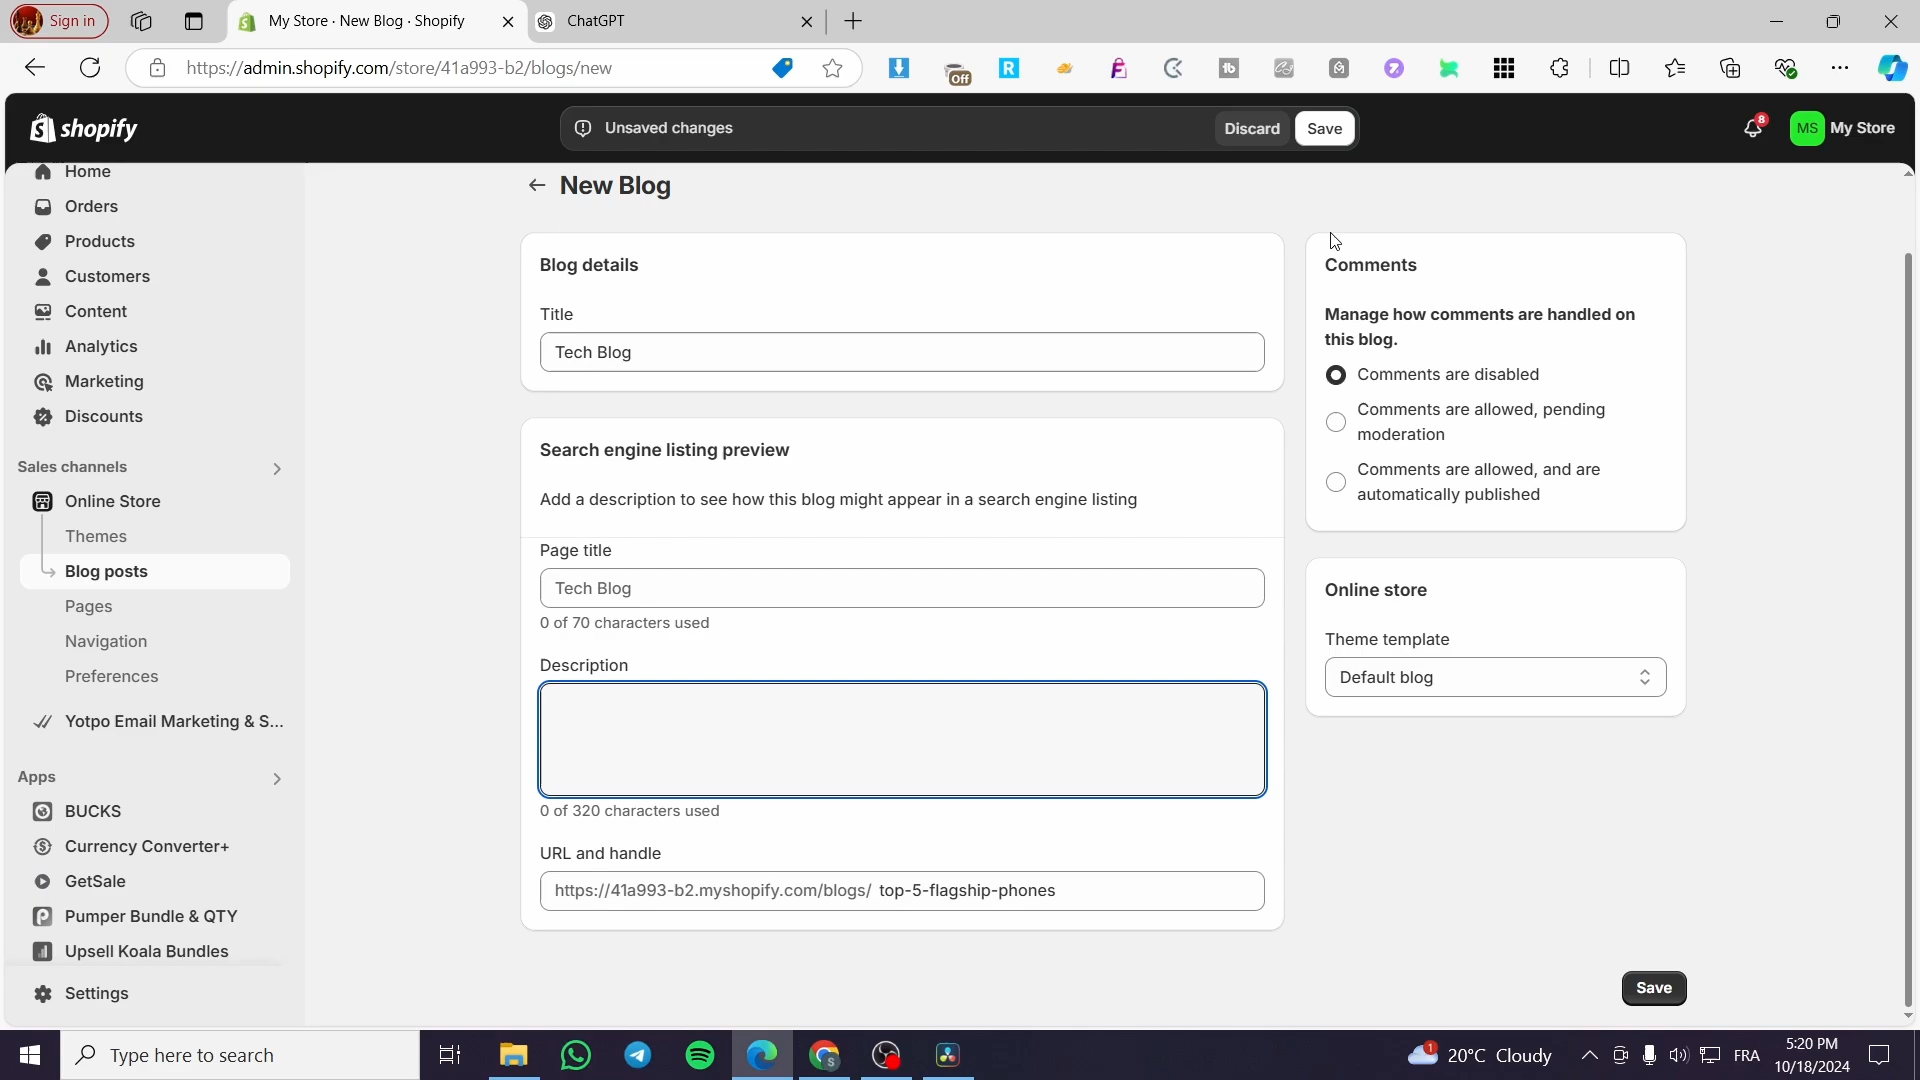 Sign in
My Store · New Blog · Shopify
ChatGPT
https://admin.shopify.com/store/41a993-b2/blogs/new
Off
shopify
Unsaved changes
Discard
Save
8
MS
My Store
Home
Orders
Products
Customers
Content
Analytics
Marketing
Discounts
Sales channels
Online Store
Themes
Blog posts
Pages
Navigation
Preferences
Yotpo Email Marketing & S...
Apps
BUCKS
Currency Converter+
GetSale
Pumper Bundle & QTY
Upsell Koala Bundles
Settings
New Blog
Blog details
Title
Tech Blog
Search engine listing preview
Add a description to see how this blog might appear in a search engine listing
Page title
Tech Blog
0 of 70 characters used
Description
0 of 320 characters used
URL and handle
https://41a993-b2.myshopify.com/blogs/ top-5-flagship-phones
Comments
Manage how comments are handled on
this blog.
Comments are disabled
Comments are allowed, pending
moderation
Comments are allowed, and are
automatically published
Online store
Theme template
Default blog
Save
Type here to search
1
20°C Cloudy
FRA
5:20 PM
10/18/2024